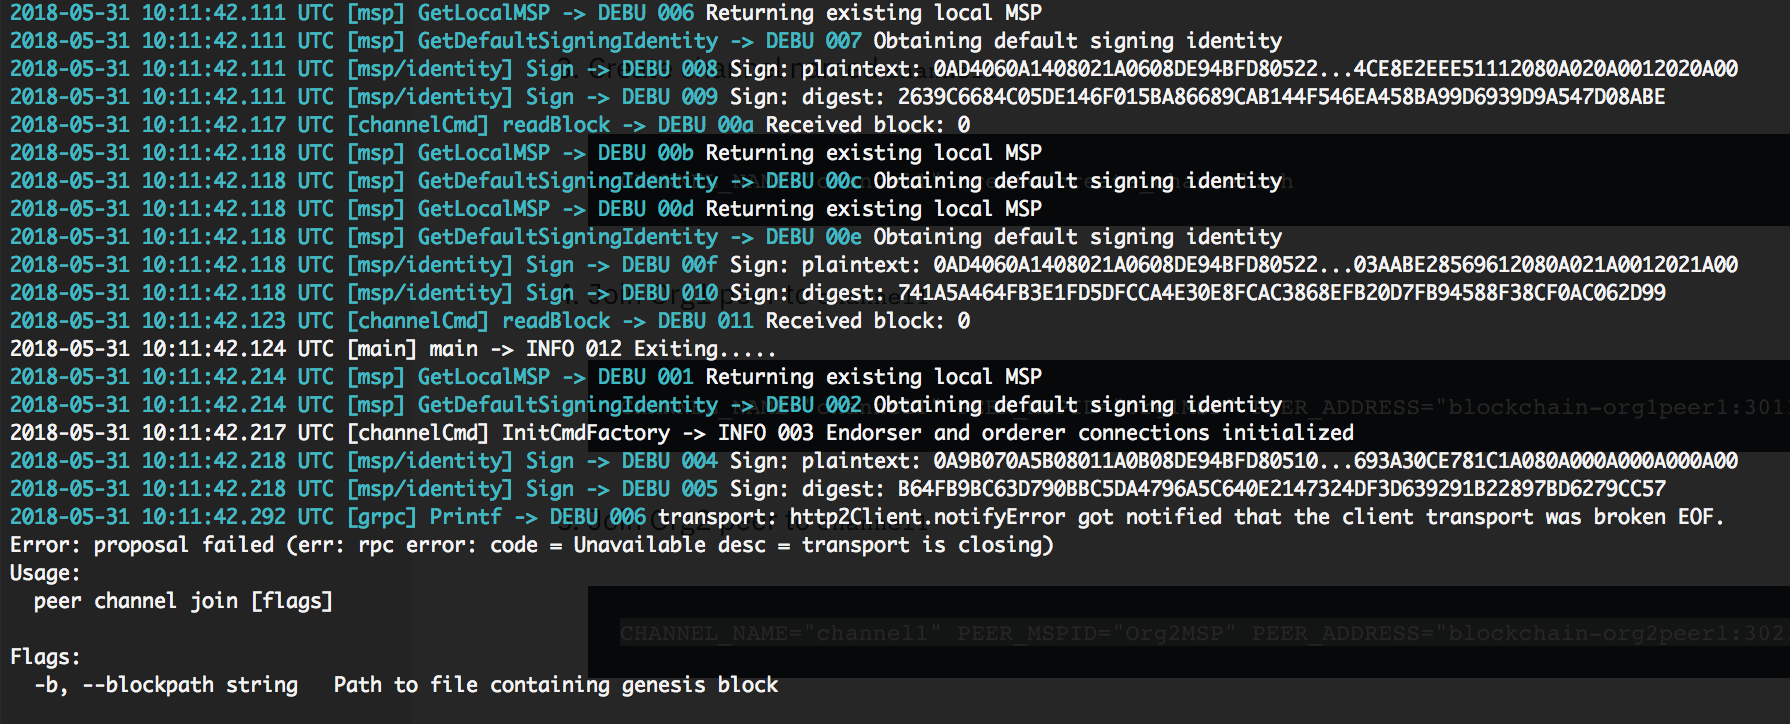 2018-05-31 10:11:42.111 UTC [msp] GetLocalMSP -> DEBU 006 Returning existing local MSP
2018-05-31 10:11:42.111 UTC [msp] GetDefaultSigningIdentity -> DEBU 007 Obtaining default signing identity
2018-05-31 10:11:42.111 UTC [msp/identity] Sign -> DEBU 008 Sign: plaintext: 0AD4060A1408021A0608DE94BFD80522...4CE8E2EEE51112080A020A0012020A00
2018-05-31 10:11:42.111 UTC [msp/identity] Sign -> DEBU 009 Sign: digest: 2639C6684C05DE146F015BA86689CAB144F546EA458BA99D6939D9A547D08ABE
2018-05-31 10:11:42.117 UTC [channelCmd] readBlock -> DEBU 00a Received block: 0
2018-05-31 10:11:42.118 UTC [msp] GetLocalMSP -> DEBU 00b Returning existing local MSP
2018-05-31 10:11:42.118 UTC [msp] GetDefaultSigningIdentity -> DEBU 00c Obtaining default signing identity
2018-05-31 10:11:42.118 UTC [msp] GetLocalMSP -> DEBU 00d Returning existing local MSP
2018-05-31 10:11:42.118 UTC [msp] GetDefaultSigningIdentity -> DEBU 00e Obtaining default signing identity
2018-05-31 10:11:42.118 UTC [msp/identity] Sign -> DEBU 00f Sign: plaintext: 0AD4060A1408021A0608DE94BFD80522...03AABE28569612080A021A0012021A00
2018-05-31 10:11:42.118 UTC [msp/identity] Sign -> DEBU 010 Sign: digest: 741A5A464FB3E1FD5DFCCA4E30E8FCAC3868EFB20D7FB94588F38CF0AC062D99
2018-05-31 10:11:42.123 UTC [channelCmd] readBlock -> DEBU 011 Received block: 0
2018-05-31 10:11:42.124 UTC [main] main -> INFO 012 Exiting.....
2018-05-31 10:11:42.214 UTC [msp] GetLocalMSP -> DEBU 001 Returning existing local MSP
2018-05-31 10:11:42.214 UTC [msp] GetDefaultSigningIdentity -> DEBU 002 Obtaining default signing identity
PEER_ADDRESS="blockchain-org1peer1:301
2018-05-31 10:11:42.217 UTC [channelCmd] InitCmdFactory -> INFO 003 Endorser and orderer connections initialized
2018-05-31 10:11:42.218 UTC [msp/identity] Sign -> DEBU 004 Sign: plaintext: 0A9B070A5B08011A0B08DE94BFD80510...693A30CE781C1A080A000A000A000A00
2018-05-31 10:11:42.218 UTC [msp/identity] Sign -> DEBU 005 Sign: digest: B64FB9BC63D790BBC5DA4796A5C640E2147324DF3D639291B22897BD6279CC57
2018-05-31 10:11:42.292 UTC [grpc] Printf -> DEBU 006 transport: http2Client.notifyError got notified that the client transport was broken EOF.
Error: proposal failed (err: rpc error: code = Unavailable desc = transport is closing)
Usage:
peer channel join [flags]
CHANNEL_NAME="channel1" PEER_MSPID="Org2MSP" PEER_ADDRESS="blockchain-org2peer1:302
Flags:
-b, --blockpath string Path to file containing genesis block